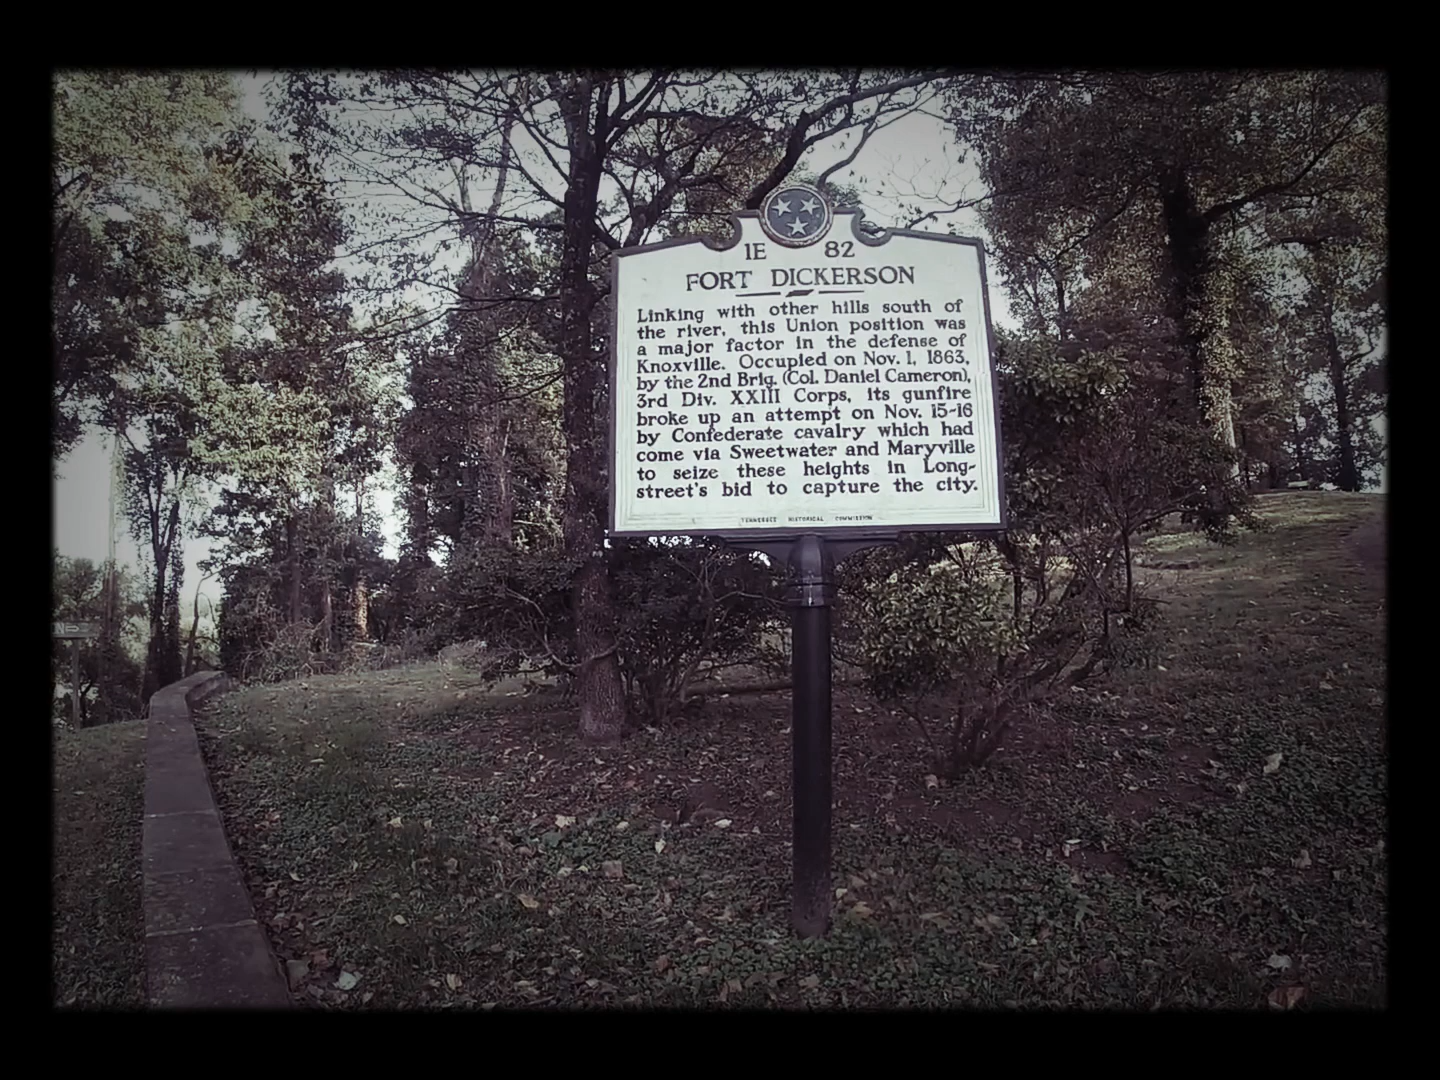 1E 82
FORT DICKERSON
Linking with other hills south of
the river, this Union position was
a major factor in the defense of
Knoxville. Occupied on Nov. 1, 1863,
by the 2nd Brig. (Col. Daniel Cameron),
3rd Div. XXIII Corps, its gunfire
broke up an attempt on Nov. 15-16
by Confederate cavalry which had
come via Sweetwater and Maryville
to seize these heights in Long-
street's bid to capture the city.
TENNESSEE HISTORICAL COMMISSION